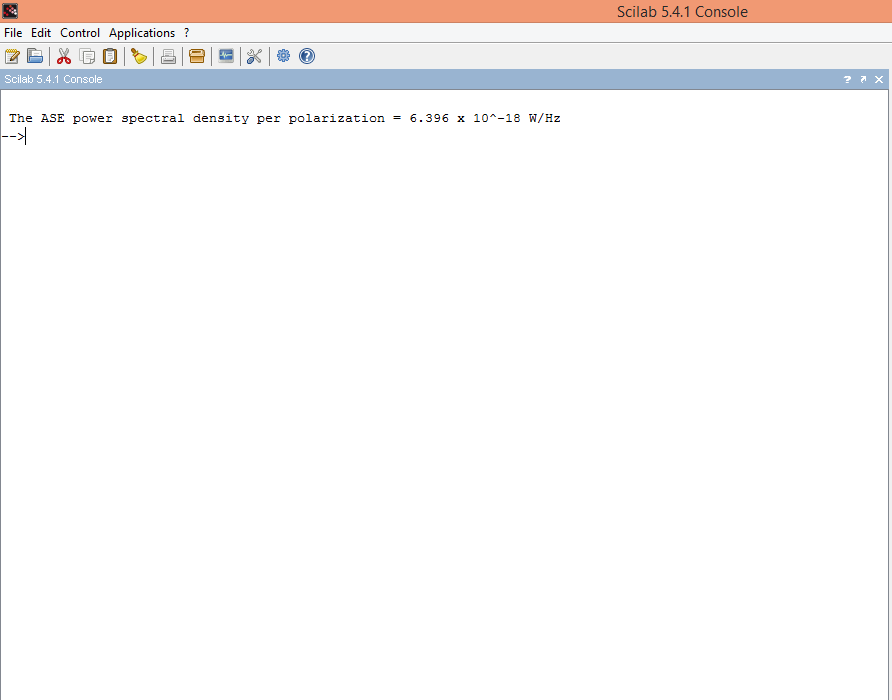 Scilab 5.4.1 Console
File Edit Control Applications ?
Scilab 5.4.1 Console
The ASE power spectral density per polarization = 6.396 x 10^-18 W/Hz
-->